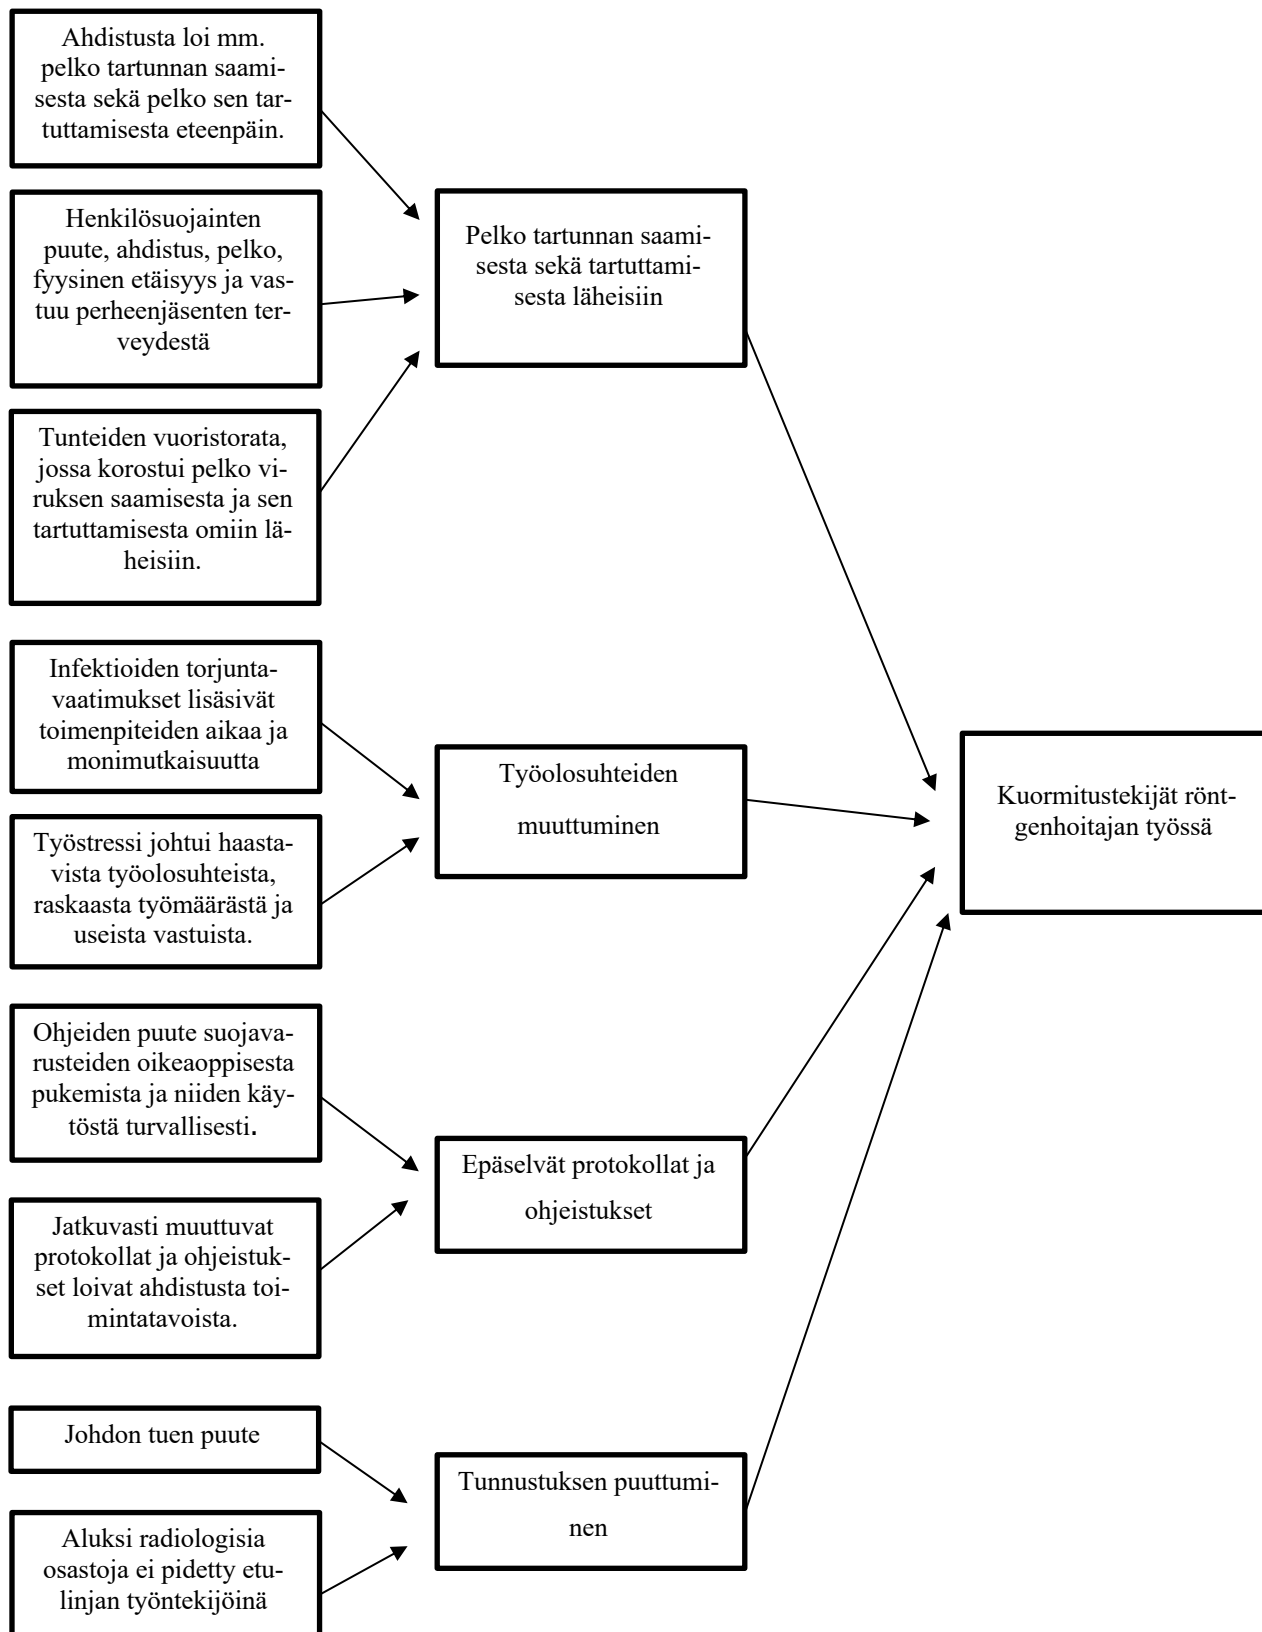 Ahdistusta loi mm.
pelko tartunnan saami-
sesta sekä pelko sen tar-
tuttamisesta eteenpäin.
Henkilösuojainten
puute, ahdistus, pelko,
fyysinen etäisyys ja vas-
tuu perheenjäsenten ter-
veydestä
Tunteiden vuoristorata,
jossa korostui pelko vi-
ruksen saamisesta ja sen
tartuttamisesta omiin lä-
heisiin.
Pelko tartunnan saami-
sesta sekä tartuttami-
sesta läheisiin
Infektioiden torjunta-
vaatimukset lisäsivät
toimenpiteiden aikaa ja
monimutkaisuutta
Työstressi johtui haasta-
vista työolosuhteista,
raskaasta työmäärästä ja
useista vastuista.
Työolosuhteiden
muuttuminen
Ohjeiden puute suojava-
rusteiden oikeaoppisesta
pukemista ja niiden käy-
töstä turvallisesti.
Jatkuvasti muuttuvat
protokollat ja ohjeistuk-
set loivat ahdistusta toi-
mintatavoista.
Epäselvät protokollat ja
ohjeistukset
Johdon tuen puute
Aluksi radiologisia
osastoja ei pidetty etu-
linjan työntekijöinä
Tunnustuksen puuttumi-
nen
Kuormitustekijät rönt-
genhoitajan työssä